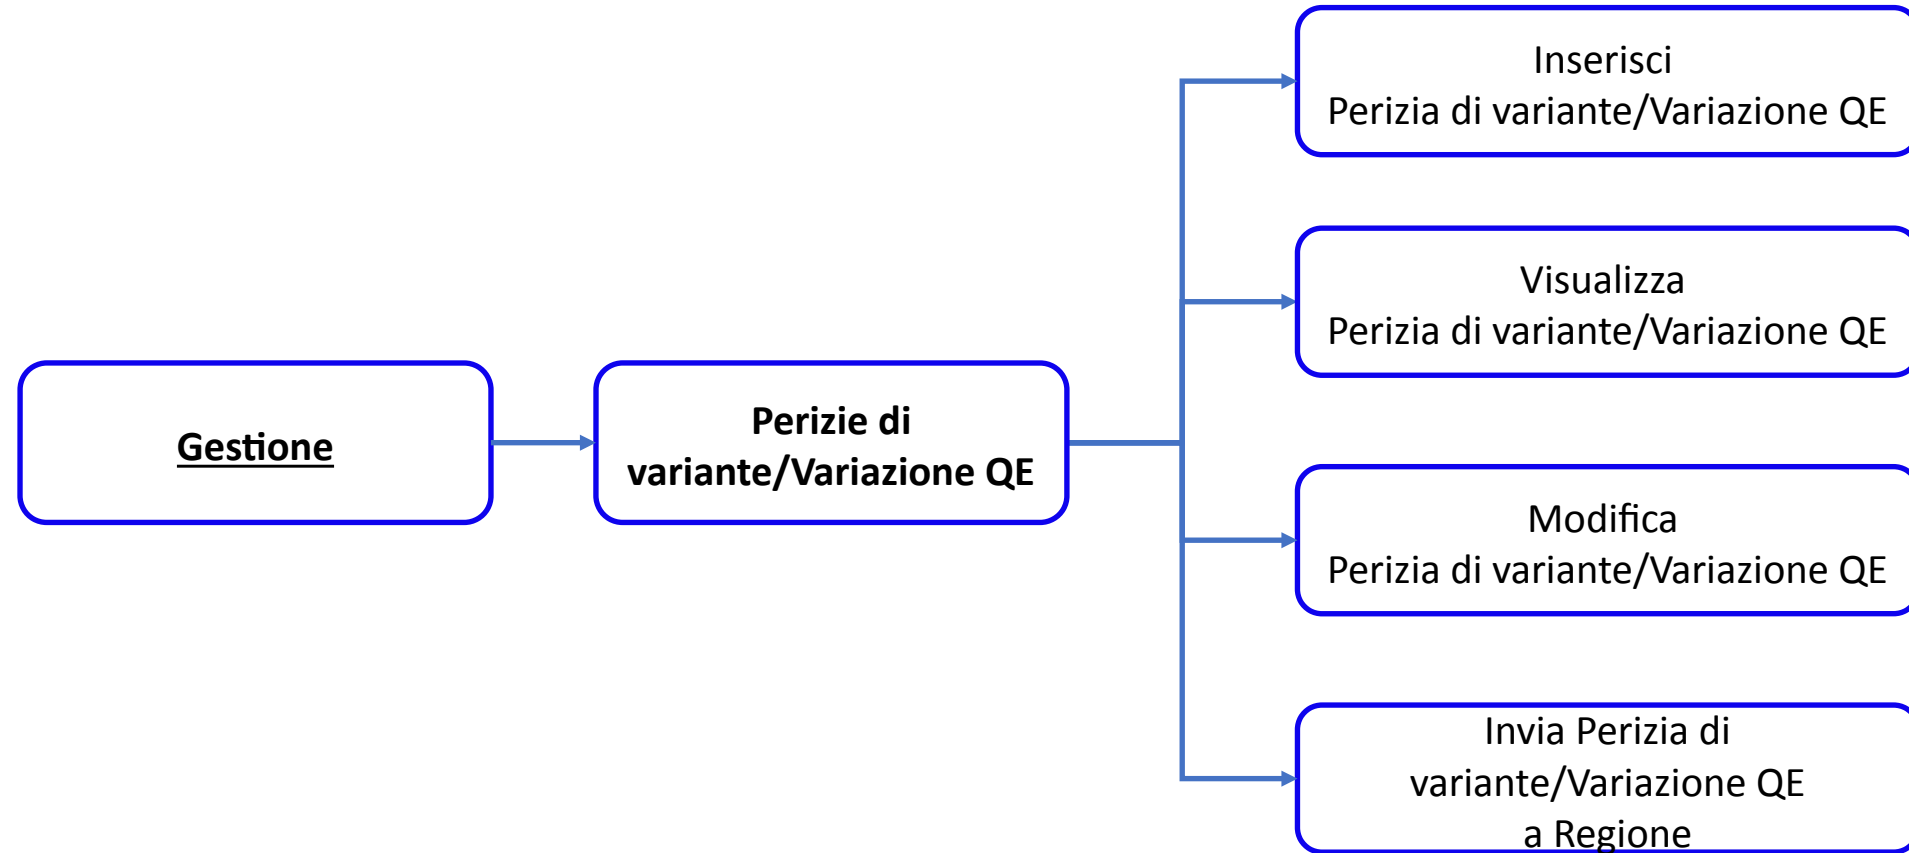 Gestione
Perizie di
variante/Variazione QE
Inserisci
Perizia di variante/Variazione QE
Visualizza
Perizia di variante/Variazione QE
Modifica
Perizia di variante/Variazione QE
Invia Perizia di
variante/Variazione QE
a Regione